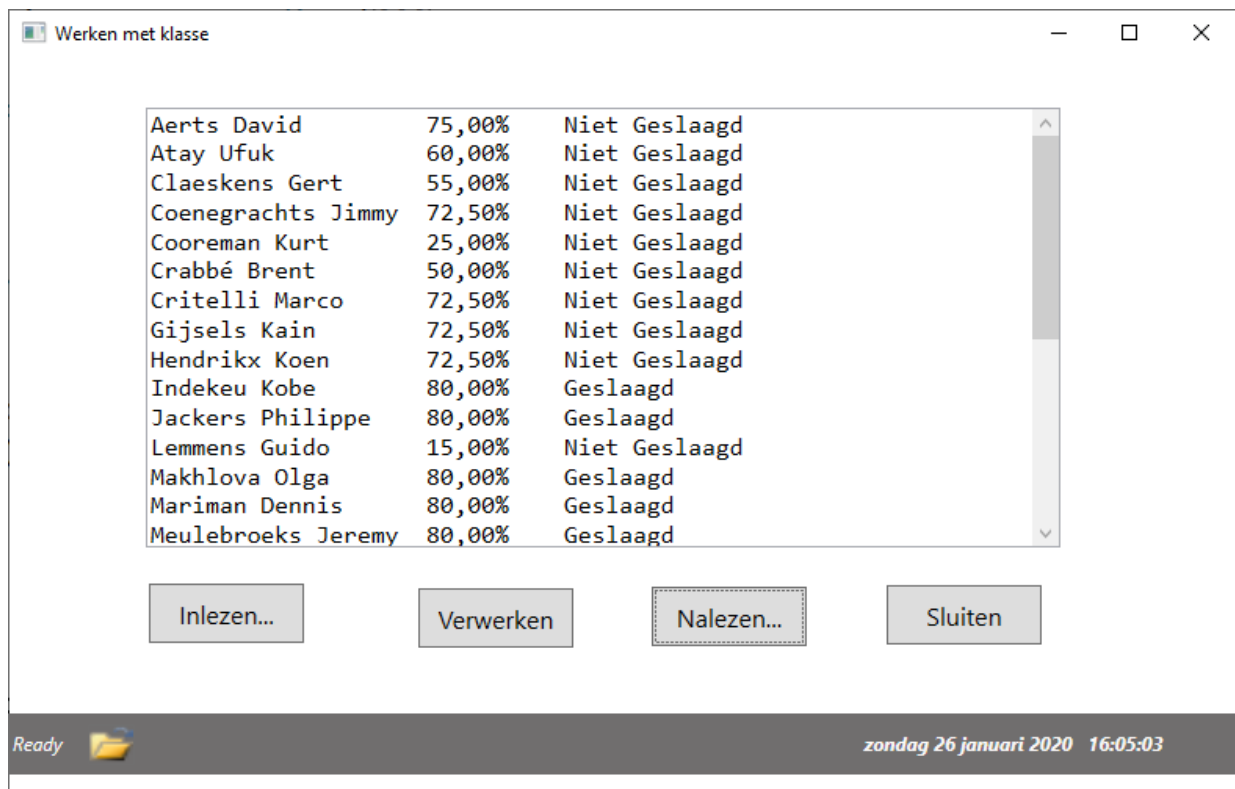 Werken met klasse
Aerts David 75,00% Niet Geslaagd
Atay Ufuk 60,00% Niet Geslaagd
Claeskens Gert 55,00% Niet Geslaagd
Coenegrachts Jimmy 72,50% Niet Geslaagd
Cooreman Kurt 25,00% Niet Geslaagd
Crabbé Brent 50,00% Niet Geslaagd
Critelli Marco 72,50% Niet Geslaagd
Gijsels Kain 72,50% Niet Geslaagd
Hendrikx Koen 72,50% Niet Geslaagd
Indekeu Kobe 80,00% Geslaagd
Jackers Philippe 80,00% Geslaagd
Lemmens Guido 15,00% Niet Geslaagd
Makhlova Olga 80,00% Geslaagd
Mariman Dennis 80,00% Geslaagd
Meulebroeks Jeremy 80,00% Geslaagd
Inlezen... Verwerken Nalezen... Sluiten
Ready zondag 26 januari 2020 16:05:03